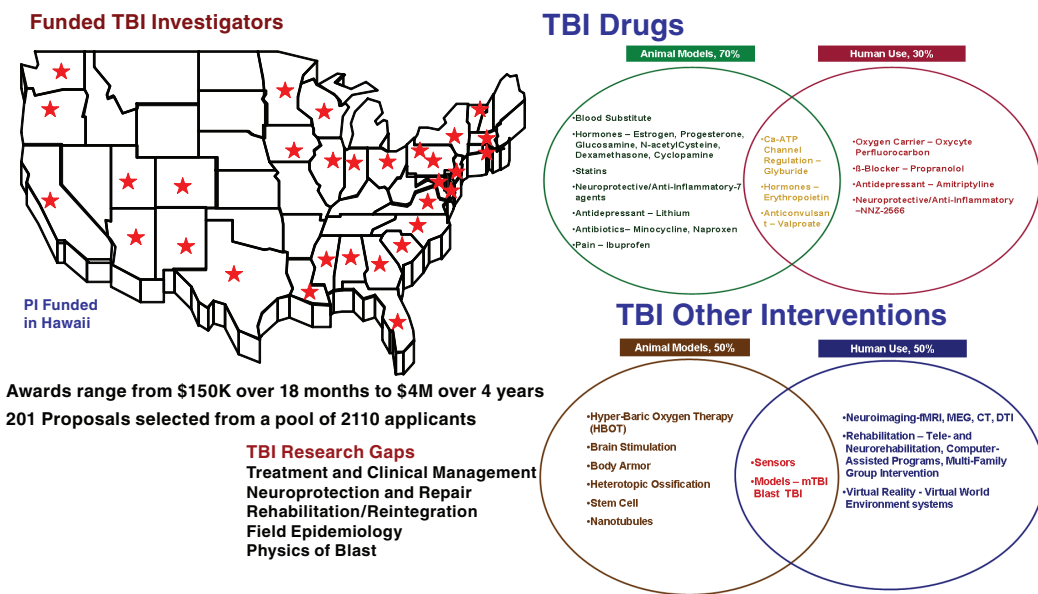 Funded TBI Investigators
PI Funded
in Hawaii
Awards range from $150K over 18 months to $4M over 4 years
201 Proposals selected from a pool of 2110 applicants
TBI Research Gaps
Treatment and Clinical Management
Neuroprotection and Repair
Rehabilitation/Reintegration
Field Epidemiology
Physics of Blast
TBI Drugs
Animal Models, 70%
Human Use, 30%
•Blood Substitute
•Hormones – Estrogen, Progesterone,
Glucosamine, N-acetylCysteine,
Dexamethasone, Cyclopamine
•Statins
•Neuroprotective/Anti-Inflammatory-7
agents
•Antidepressant – Lithium
•Antibiotics– Minocycline, Naproxen
•Pain – Ibuprofen
•Ca-ATP
Channel
Regulation –
Glyburide
•Hormones –
Erythropoietin
•Anticonvulsan
t – Valproate
•Oxygen Carrier – Oxycyte
Perfluorocarbon
•ß-Blocker – Propranolol
•Antidepressant – Amitriptyline
•Neuroprotective/Anti-Inflammatory
–NNZ-2566
TBI Other Interventions
Animal Models, 50%
Human Use, 50%
•Hyper-Baric Oxygen Therapy
(HBOT)
•Brain Stimulation
•Body Armor
•Heterotopic Ossification
•Stem Cell
•Nanotubules
•Sensors
•Models – mTBI
Blast TBI
•Neuroimaging-fMRI, MEG, CT, DTI
•Rehabilitation – Tele- and
Neurorehabilitation, Computer-
Assisted Programs, Multi-Family
Group Intervention
•Virtual Reality - Virtual World
Environment systems